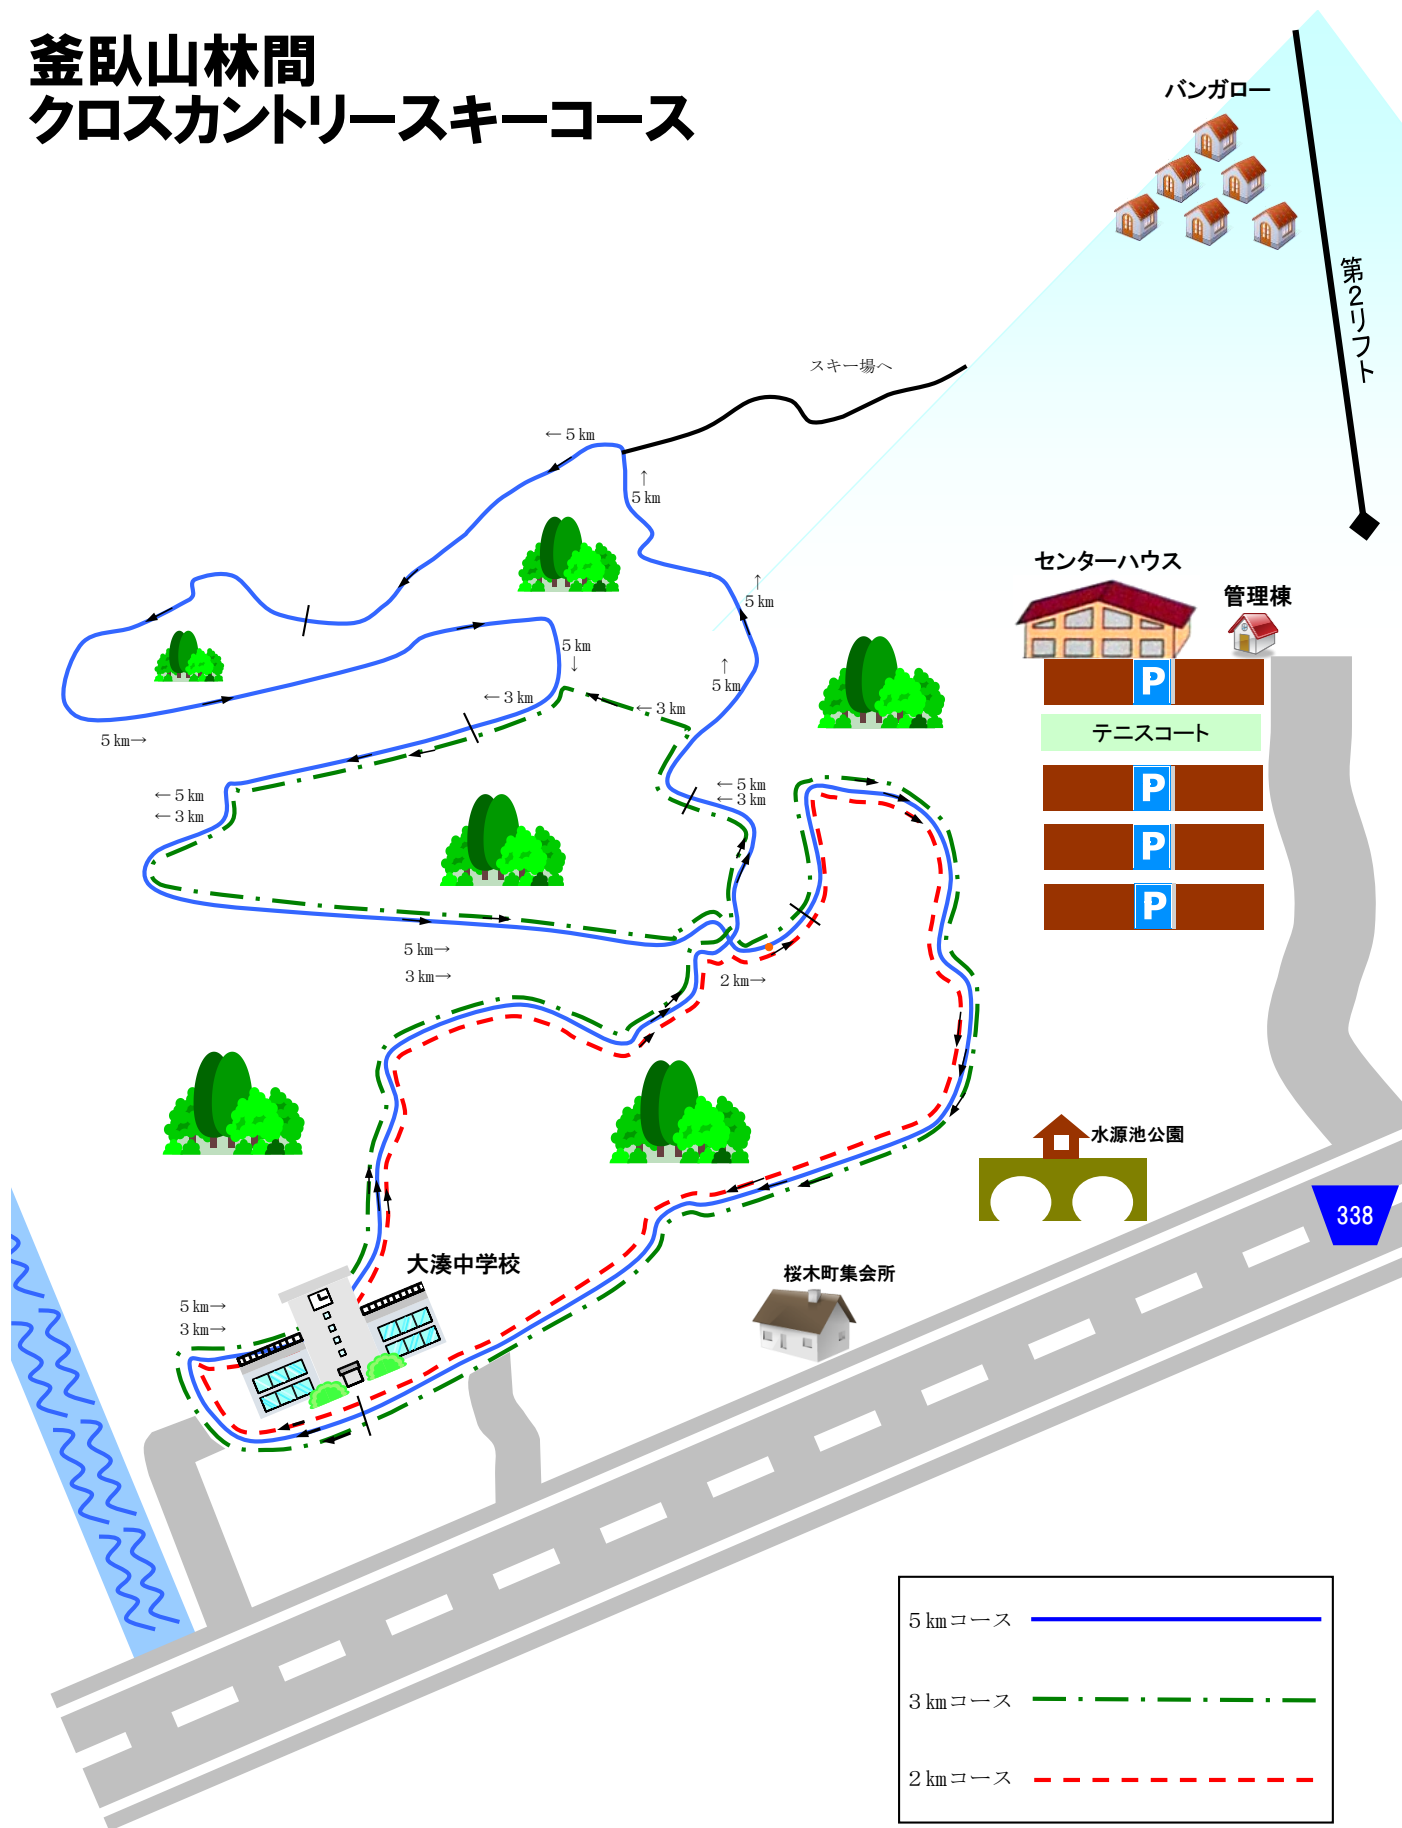 釜臥山林間
クロスカントリースキーコース
バンガロー
第2リフト
スキー場へ
←5㎞
↑
5㎞
センターハウス
管理棟
↑
5㎞
5㎞
↓
↑
5㎞
←3㎞
←3㎞
P
テニスコート
5㎞→
←5㎞
←3㎞
←5㎞
←3㎞
P
P
P
5㎞→
3㎞→
2㎞→
水源池公園
338
大湊中学校
桜木町集会所
5㎞→
3㎞→
5㎞コース
3㎞コース
2㎞コース